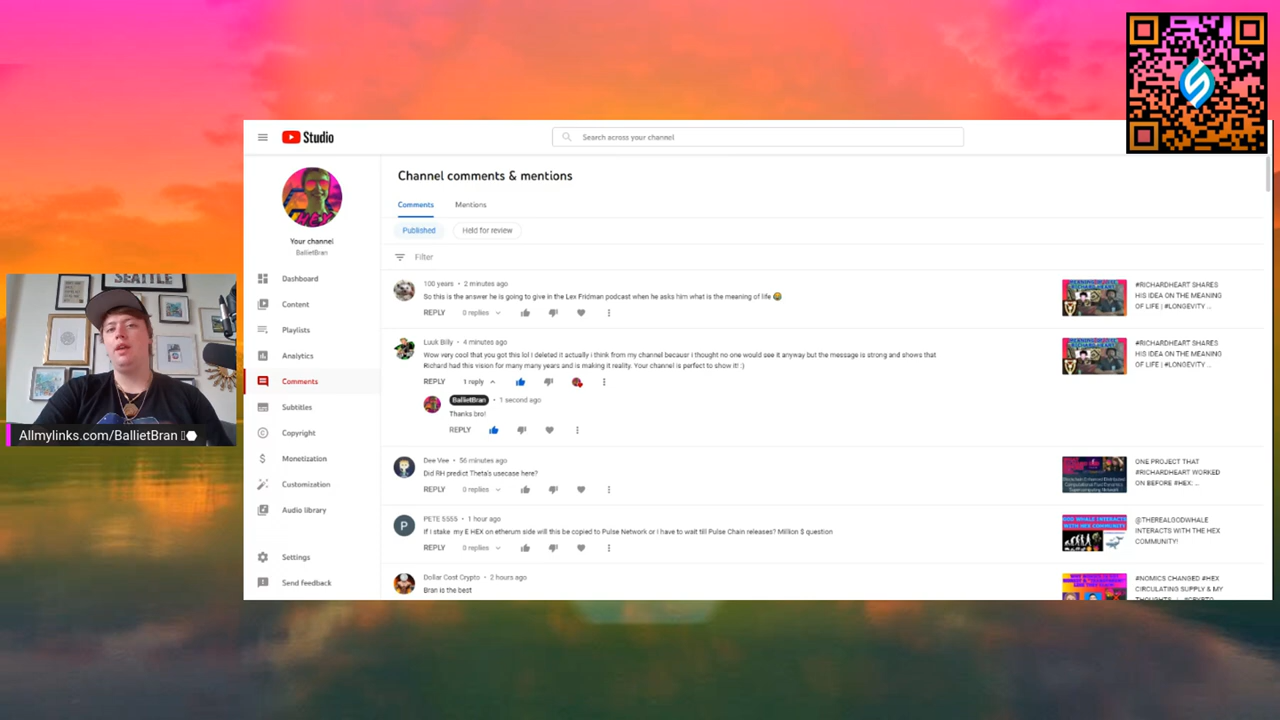 Studio
Search across your channel
Channel comments & mentions
Comments
Mentions
Published
Held for review
Filter
Your channel
BallietBran
Dashboard
Content
Playlists
Analytics
Comments
Subtitles
Copyright
Monetization
Customization
Audio library
Settings
Send feedback
100 years • 2 minutes ago
So this is the answer he is going to give in the Lex Fridman podcast when he asks him what is the meaning of life 😂
REPLY 0 replies
#RICHARDHEART SHARES
HIS IDEA ON THE MEANING
OF LIFE | #LONGEVITY ...
Luuk Billy • 4 minutes ago
Wow very cool that you got this lol I deleted it actually i think from my channel becausr i thought no one would see it anyway but the message is strong and shows that
Richard had this vision for many many years and is making it reality. Your channel is perfect to show it! :)
REPLY 1 reply
#RICHARDHEART SHARES
HIS IDEA ON THE MEANING
OF LIFE | #LONGEVITY ...
BallietBran • 1 second ago
Thanks bro!
REPLY
Dee Vee • 56 minutes ago
Did RH predict Theta's usecase here?
REPLY 0 replies
ONE PROJECT THAT
#RICHARDHEART WORKED
ON BEFORE #HEX: ...
P
PETE 5555 • 1 hour ago
If i stake my E HEX on etherum side will this be copied to Pulse Network or i have to wait till Pulse Chain releases? Million $ question
REPLY 0 replies
GOD WHALE INTERACTS
WITH HEX COMMUNITY
@THEREALGODWHALE
INTERACTS WITH THE HEX
COMMUNITY!
Dollar Cost Crypto • 2 hours ago
Bran is the best
#NOMICS CHANGED #HEX
CIRCULATING SUPPLY & MY
THOUGHTS | #CRYPTO
SEATTLE
HEY
Allmylinks.com/BallietBran